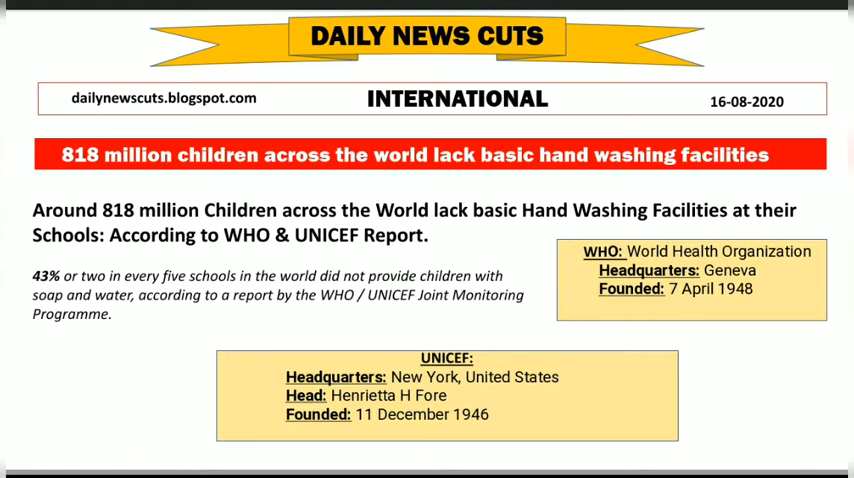 DAILY NEWS CUTS
dailynewscuts.blogspot.com
INTERNATIONAL
16-08-2020
818 million children across the world lack basic hand washing facilities
Around 818 million Children across the World lack basic Hand Washing Facilities at their
Schools: According to WHO & UNICEF Report.
43% or two in every five schools in the world did not provide children with
soap and water, according to a report by the WHO / UNICEF Joint Monitoring
Programme.
WHO: World Health Organization
Headquarters: Geneva
Founded: 7 April 1948
UNICEF:
Headquarters: New York, United States
Head: Henrietta H Fore
Founded: 11 December 1946